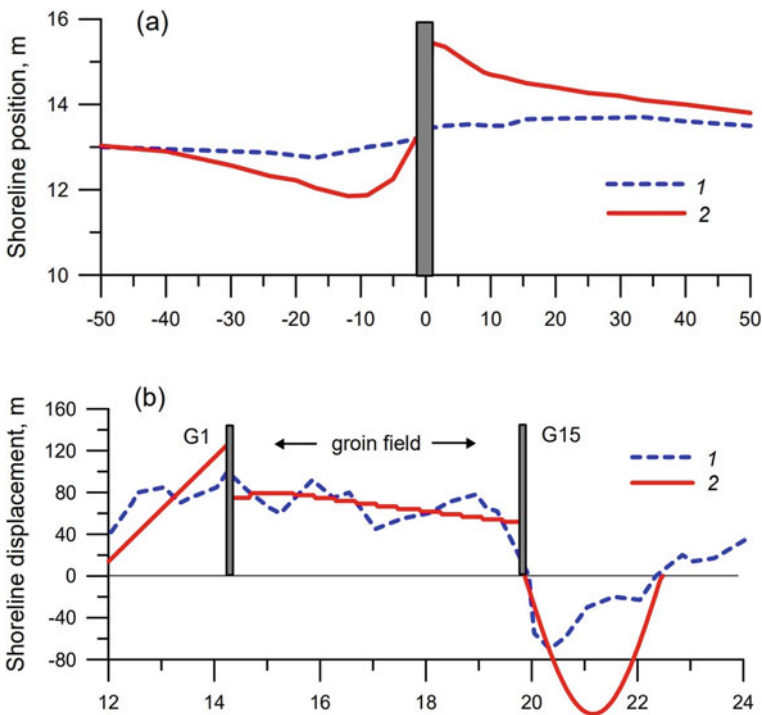 (a)
Shoreline position, m
16
14
12
10
1
2
-50 -40 -30 -20 -10 0 10 20 30 40 50
(b)
Shoreline displacement, m
160
120
80
40
0
-40
-80
G1
groin field
G15
1
2
12 14 16 18 20 22 24